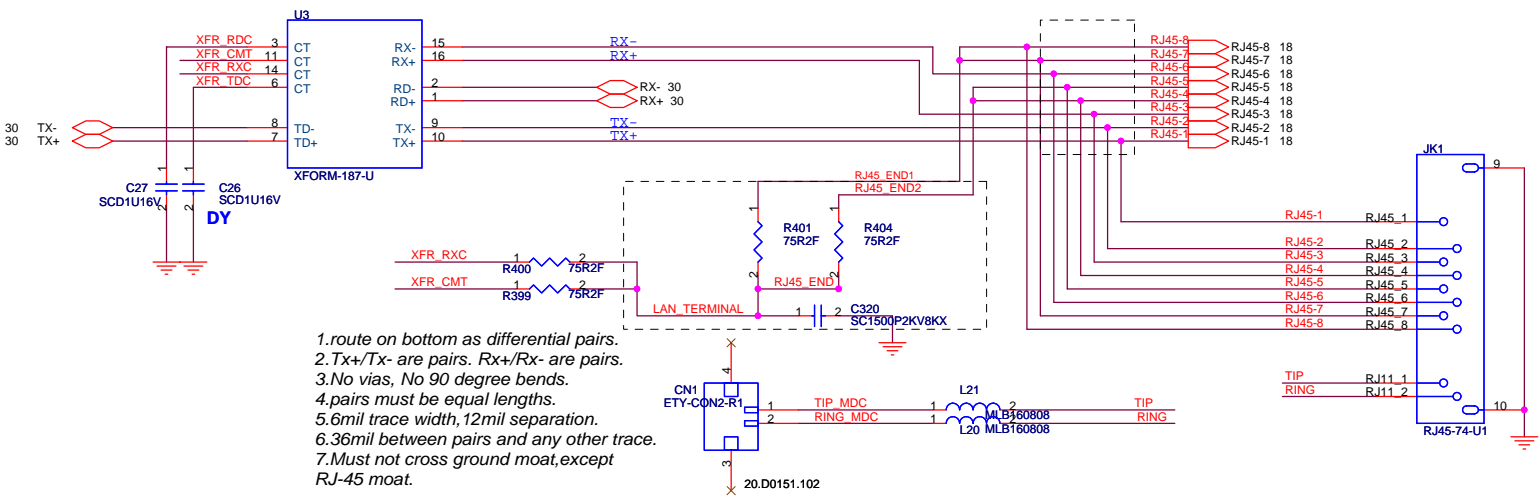 U3
XFR_RDC 3 CT
XFR_CMT 11 CT
XFR_RXC 14 CT
XFR_TDC 6 CT
RX- 15 RX-
RX+ 16 RX+
RD- 2 RX- 30
RD+ 1 RX+ 30
30 TX- 8 TD-
30 TX+ 7 TD+
TX- 9 TX-
TX+ 10 TX+
XFORM-187-U
RJ45-8 RJ45-8 18
RJ45-7 RJ45-7 18
RJ45-6 RJ45-6 18
RJ45-5 RJ45-5 18
RJ45-4 RJ45-4 18
RJ45-3 RJ45-3 18
RJ45-2 RJ45-2 18
RJ45-1 RJ45-1 18
1 1
C27 C26
SCD1U16V SCD1U16V
2 2
DY
RJ45_END1
RJ45_END2
1 1
R401 R404
75R2F 75R2F
2 2
RJ45_END
XFR_RXC 1 2
R400 75R2F
XFR_CMT 1 2
R399 75R2F
LAN_TERMINAL 1 2
C320
SC1500P2KV8KX
JK1
9
RJ45-1 RJ45_1
RJ45-2 RJ45_2
RJ45-3 RJ45_3
RJ45-4 RJ45_4
RJ45-5 RJ45_5
RJ45-6 RJ45_6
RJ45-7 RJ45_7
RJ45-8 RJ45_8
TIP RJ11_1
RING RJ11_2
10
RJ45-74-U1
1.route on bottom as differential pairs.
2.Tx+/Tx- are pairs. Rx+/Rx- are pairs.
3.No vias, No 90 degree bends.
4.pairs must be equal lengths.
5.6mil trace width,12mil separation.
6.36mil between pairs and any other trace.
7.Must not cross ground moat,except
RJ-45 moat.
4
CN1
ETY-CON2-R1
1 TIP_MDC 1 2 TIP
L21 MLB160808
2 RING_MDC 1 2 RING
L20 MLB160808
3
20.D0151.102